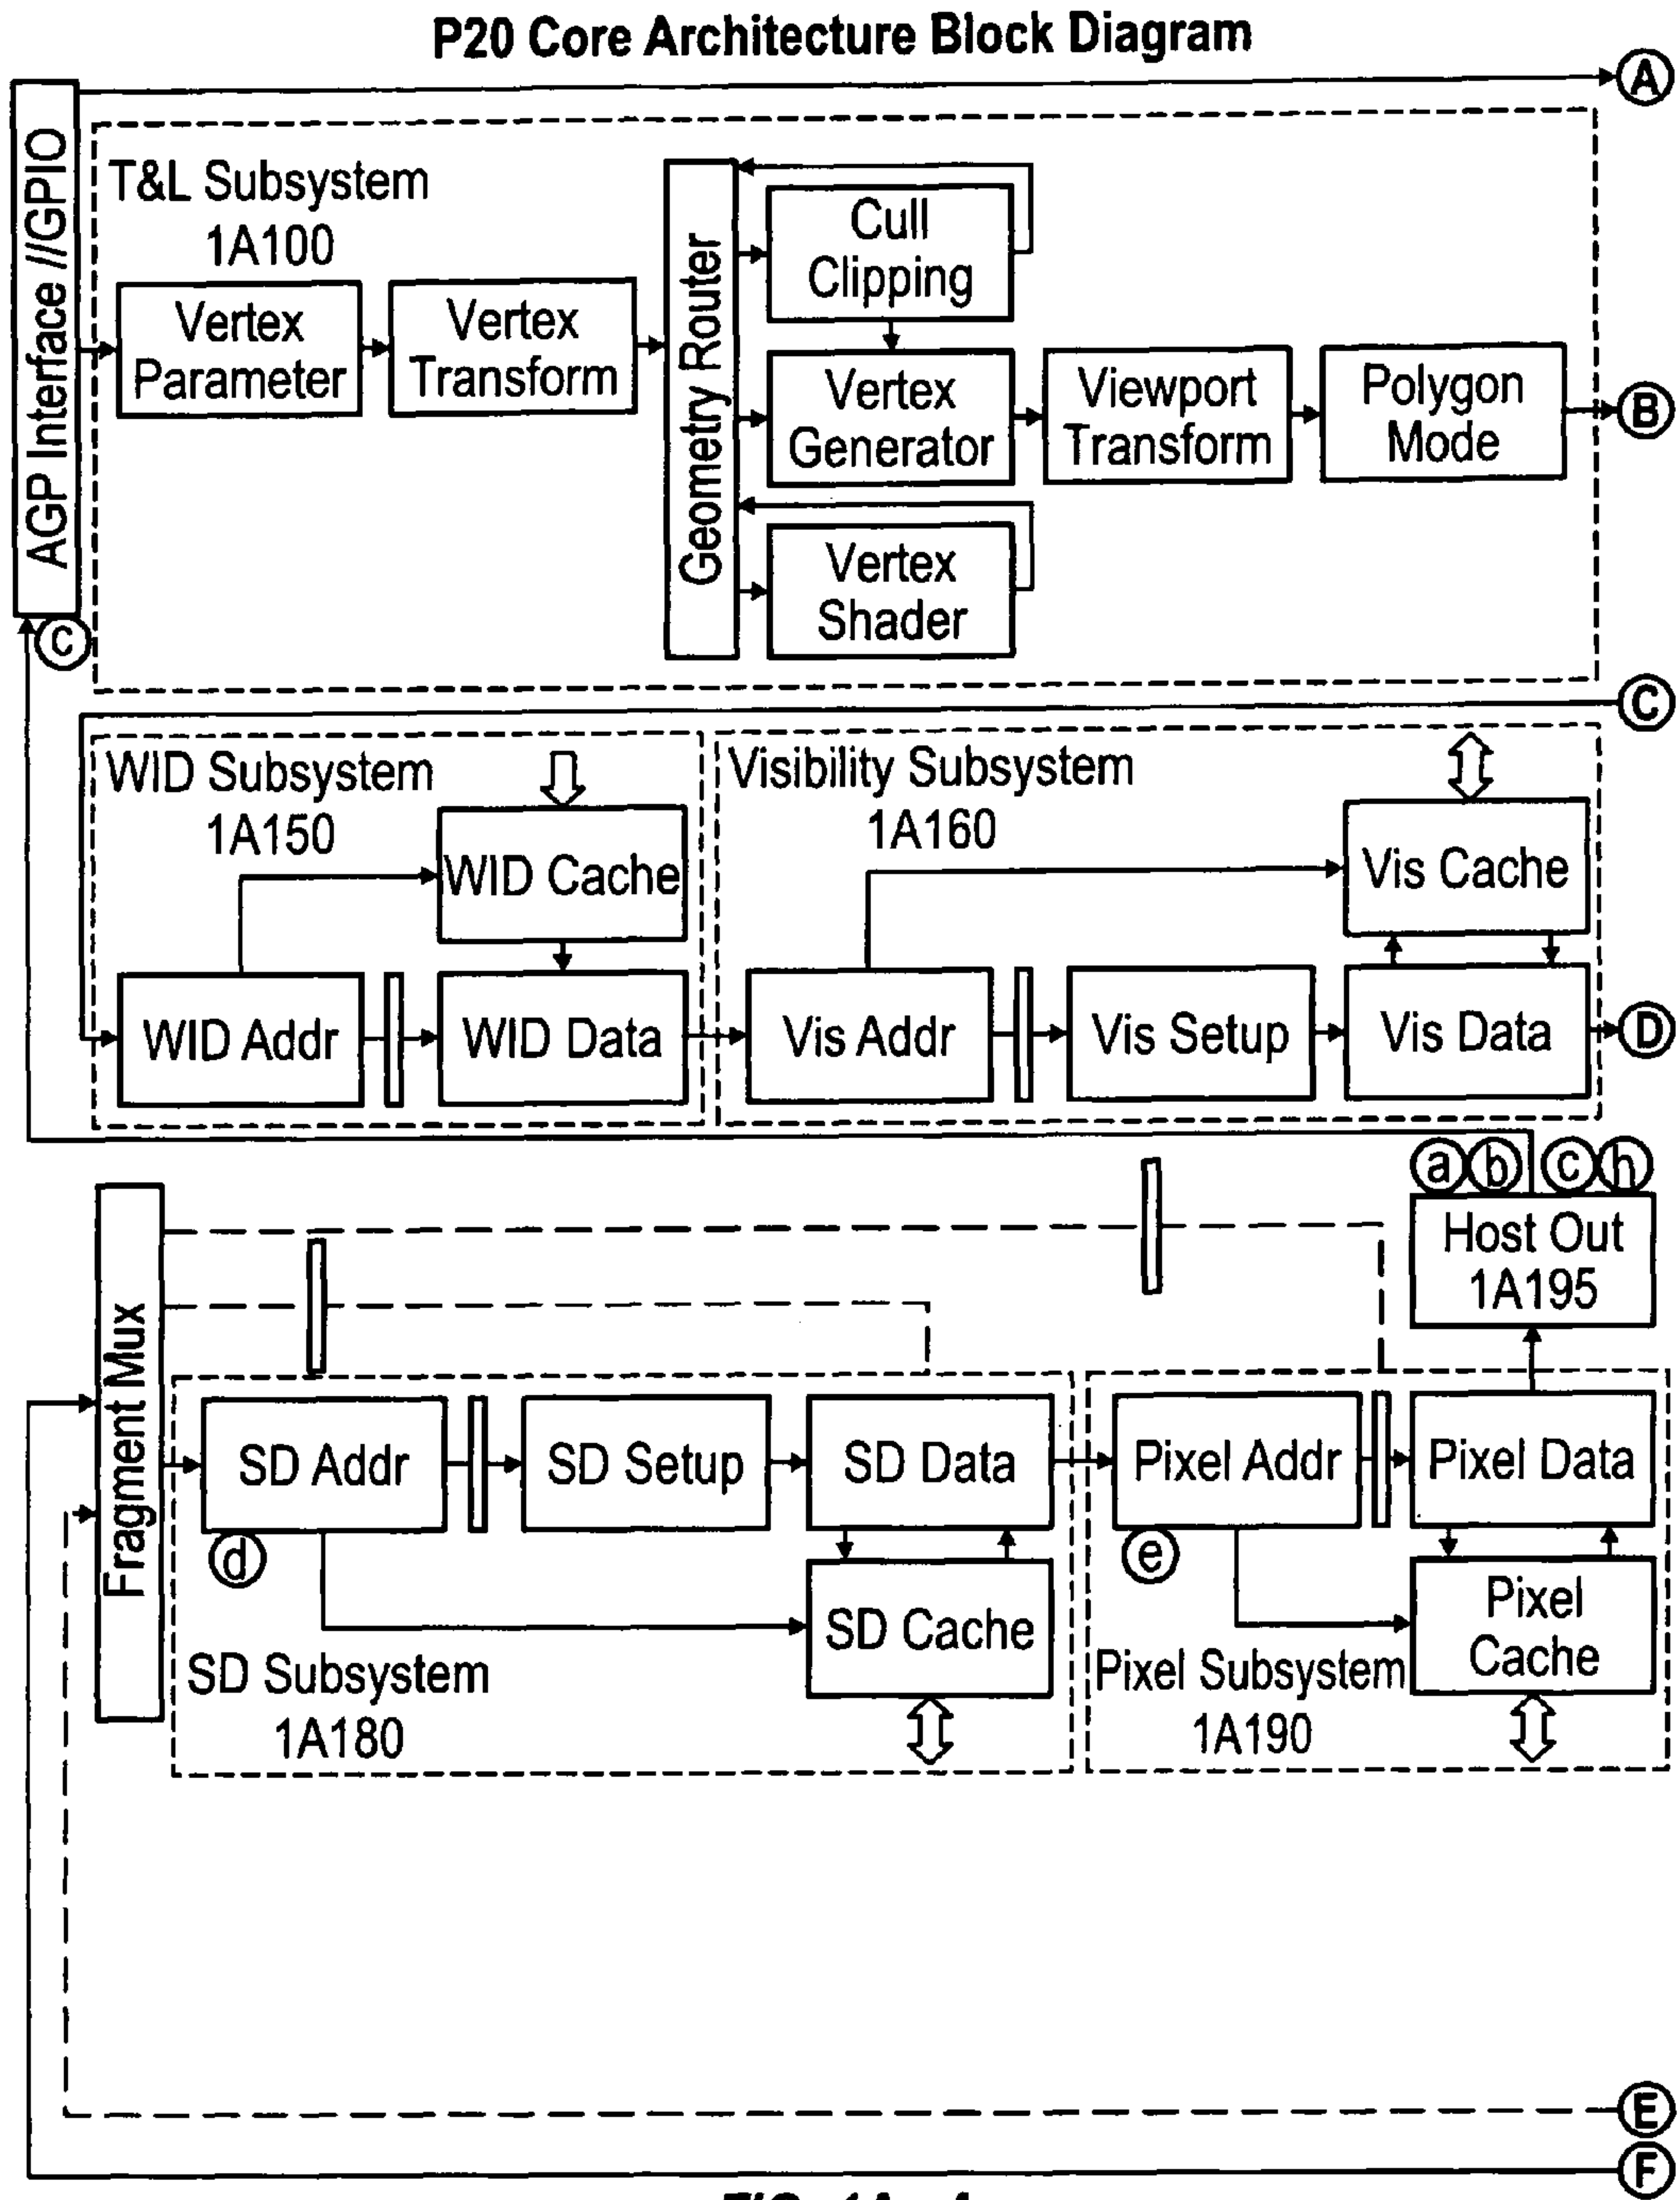 P20 Core Architecture Block Diagram
A
AGP Interface //GPIO
T&L Subsystem
1A100
Vertex
Parameter
Vertex
Transform
Geometry Router
Cull
Clipping
Vertex
Generator
Viewport
Transform
Polygon
Mode
B
Vertex
Shader
C
C
WID Subsystem
1A150
WID Cache
WID Addr
WID Data
Visibility Subsystem
1A160
Vis Cache
Vis Addr
Vis Setup
Vis Data
D
a
b
c
h
Host Out
1A195
Fragment Mux
SD Addr
SD Setup
SD Data
d
SD Cache
SD Subsystem
1A180
Pixel Addr
Pixel Data
e
Pixel
Cache
Pixel Subsystem
1A190
E
F